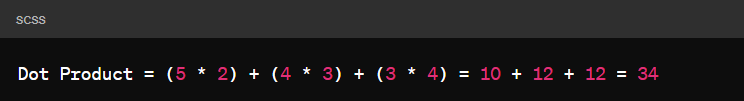 scss
Dot Product = (5 * 2) + (4 * 3) + (3 * 4) = 10 + 12 + 12 = 34